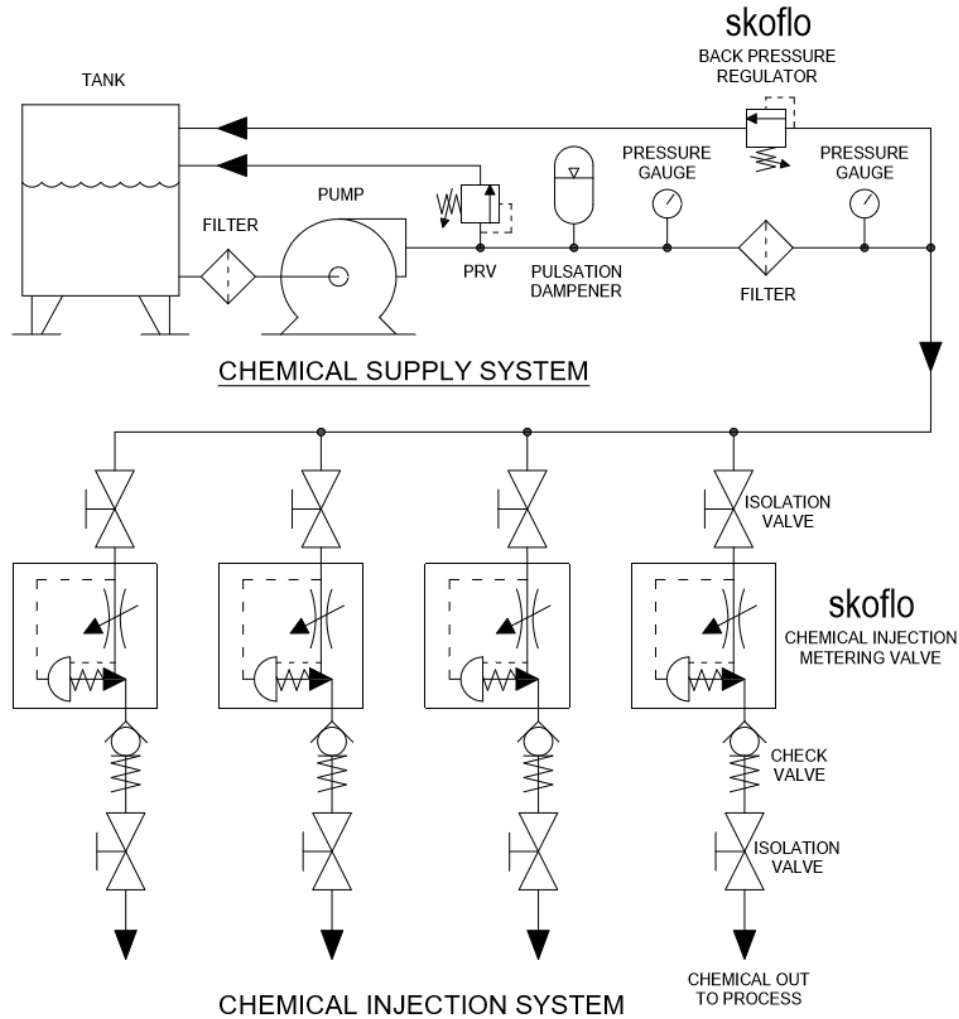 skoflo
BACK PRESSURE
REGULATOR
TANK
PRESSURE
GAUGE
PRESSURE
GAUGE
PUMP
FILTER
PRV
PULSATION
DAMPENER
FILTER
CHEMICAL SUPPLY SYSTEM
ISOLATION
VALVE
skoflo
CHEMICAL INJECTION
METERING VALVE
CHECK
VALVE
ISOLATION
VALVE
CHEMICAL OUT
TO PROCESS
CHEMICAL INJECTION SYSTEM